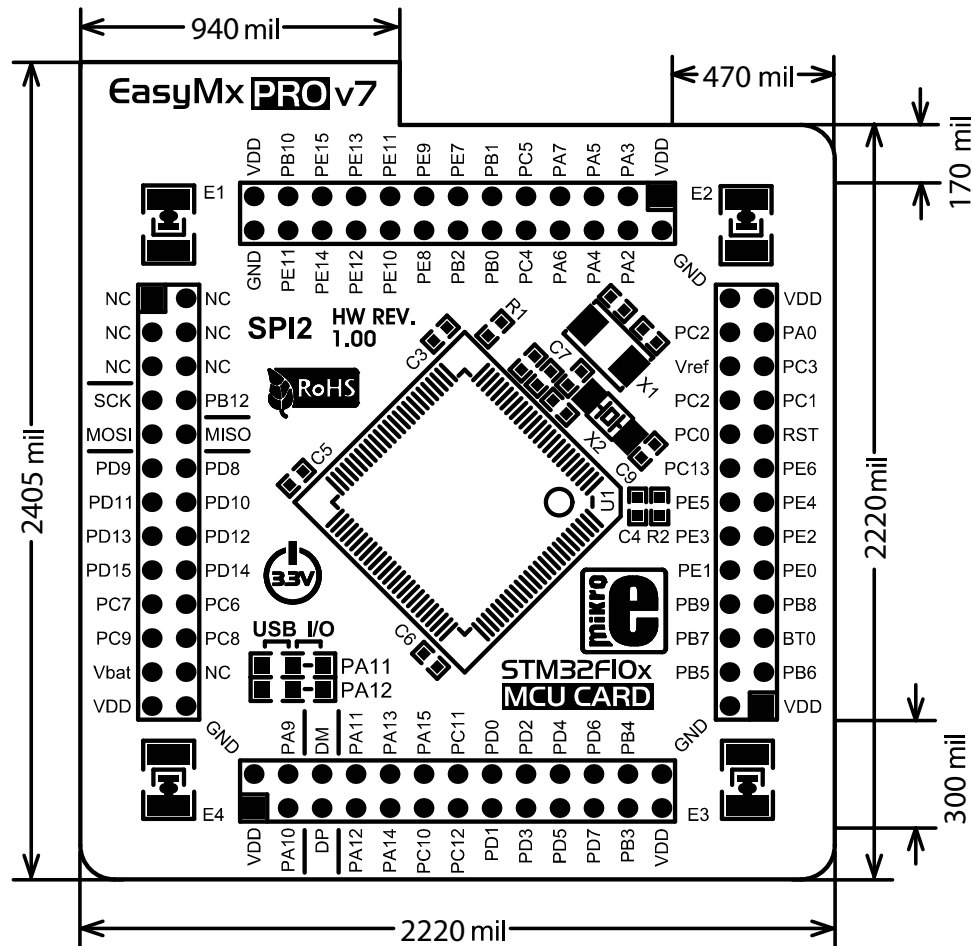 940 mil
470 mil
170 mil
EasyMx PRO v7
VDD PB10 PE15 PE13 PE11 PE9 PE7 PB1 PC5 PA7 PA5 PA3 VDD
E1
E2
GND PE11 PE14 PE12 PE10 PE8 PB2 PB0 PC4 PA6 PA4 PA2 GND
NC NC
NC NC
NC NC
SCK PB12
MOSI MISO
PD9 PD8
PD11 PD10
PD13 PD12
PD15 PD14
PC7 PC6
PC9 PC8
Vbat NC
VDD
GND
SPI2
HW REV.
1.00
RoHS
C3
R1
C7
X1
X2
C9
C5
U1
C4 R2
3.3V
C6
mikro e
USB I/O
PA11
PA12
STM32F10x
MCU CARD
VDD
PC2 PA0
Vref PC3
PC2 PC1
PC0 RST
PC13 PE6
PE5 PE4
PE3 PE2
PE1 PE0
PB9 PB8
PB7 BT0
PB5 PB6
GND VDD
PA9 DM PA11 PA13 PA15 PC11 PD0 PD2 PD4 PD6 PB4
E4
E3
VDD PA10 DP PA12 PA14 PC10 PC12 PD1 PD3 PD5 PD7 PB3 VDD
2405 mil
2220 mil
300 mil
2220 mil